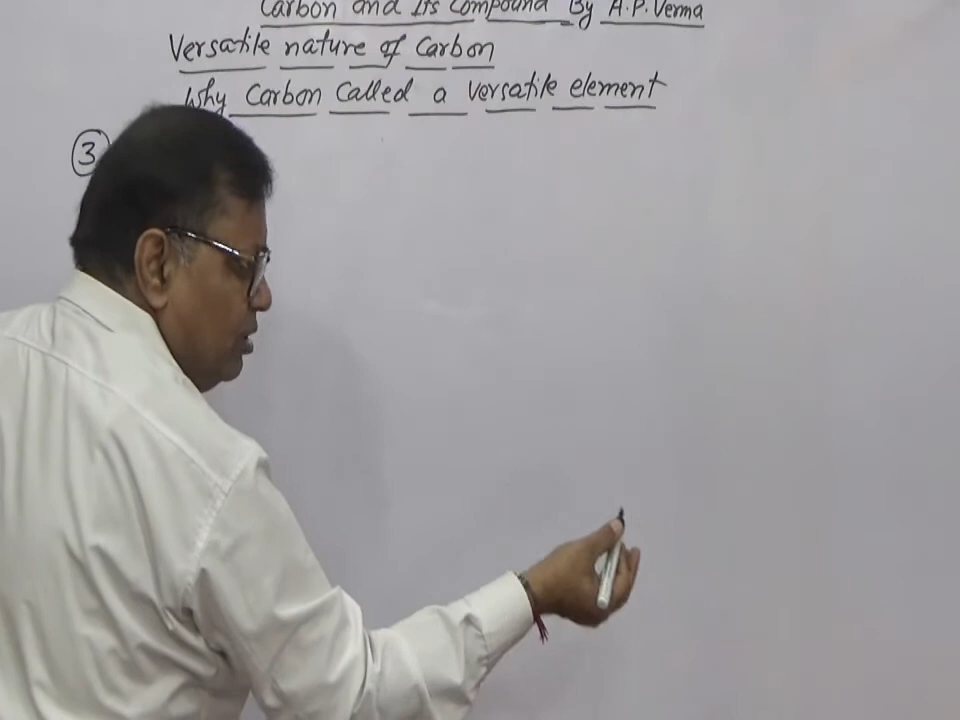 Carbon and Its Compound By A.P.Verma
Versatile nature of Carbon
Why Carbon Called a versatile element
3